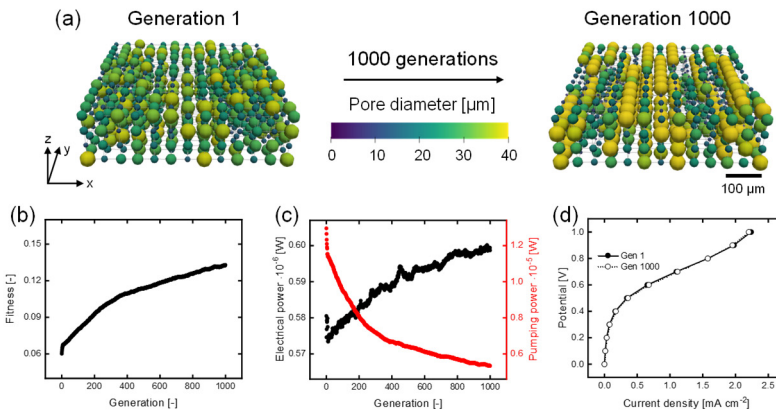 (a)
Generation 1
Generation 1000
1000 generations
Pore diameter [µm]
0 10 20 30 40
z
y
x
100 µm
(b)
Fitness [-]
0.15
0.12
0.09
0.06
0 200 400 600 800 1000
Generation [-]
(c)
Electrical power ·10⁻⁶ [W]
0.60
0.59
0.58
0.57
0 200 400 600 800 1000
Generation [-]
Pumping power ·10⁻⁵ [W]
1.2
1.0
0.8
0.6
(d)
Potential [V]
1.0
0.8
0.6
0.4
0.2
0.0
Gen 1
Gen 1000
0.0 0.5 1.0 1.5 2.0 2.5
Current density [mA cm⁻²]